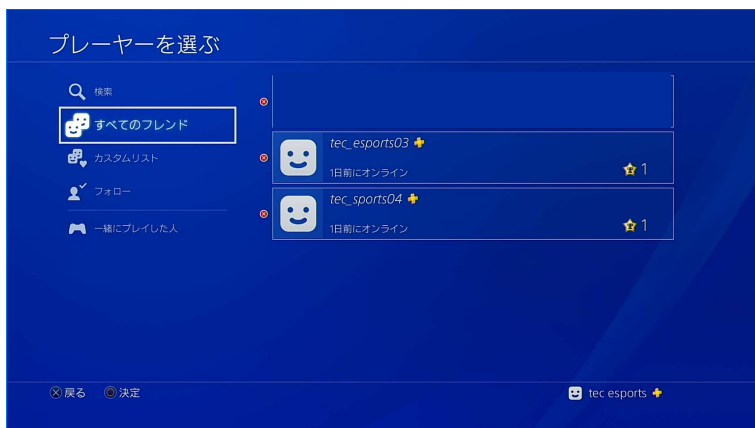 プレーヤーを選ぶ
検索
すべてのフレンド
カスタムリスト
フォロー
一緒にプレイした人
tec_esports03
1日前にオンライン
1
tec_sports04
1日前にオンライン
1
戻る
決定
tec esports